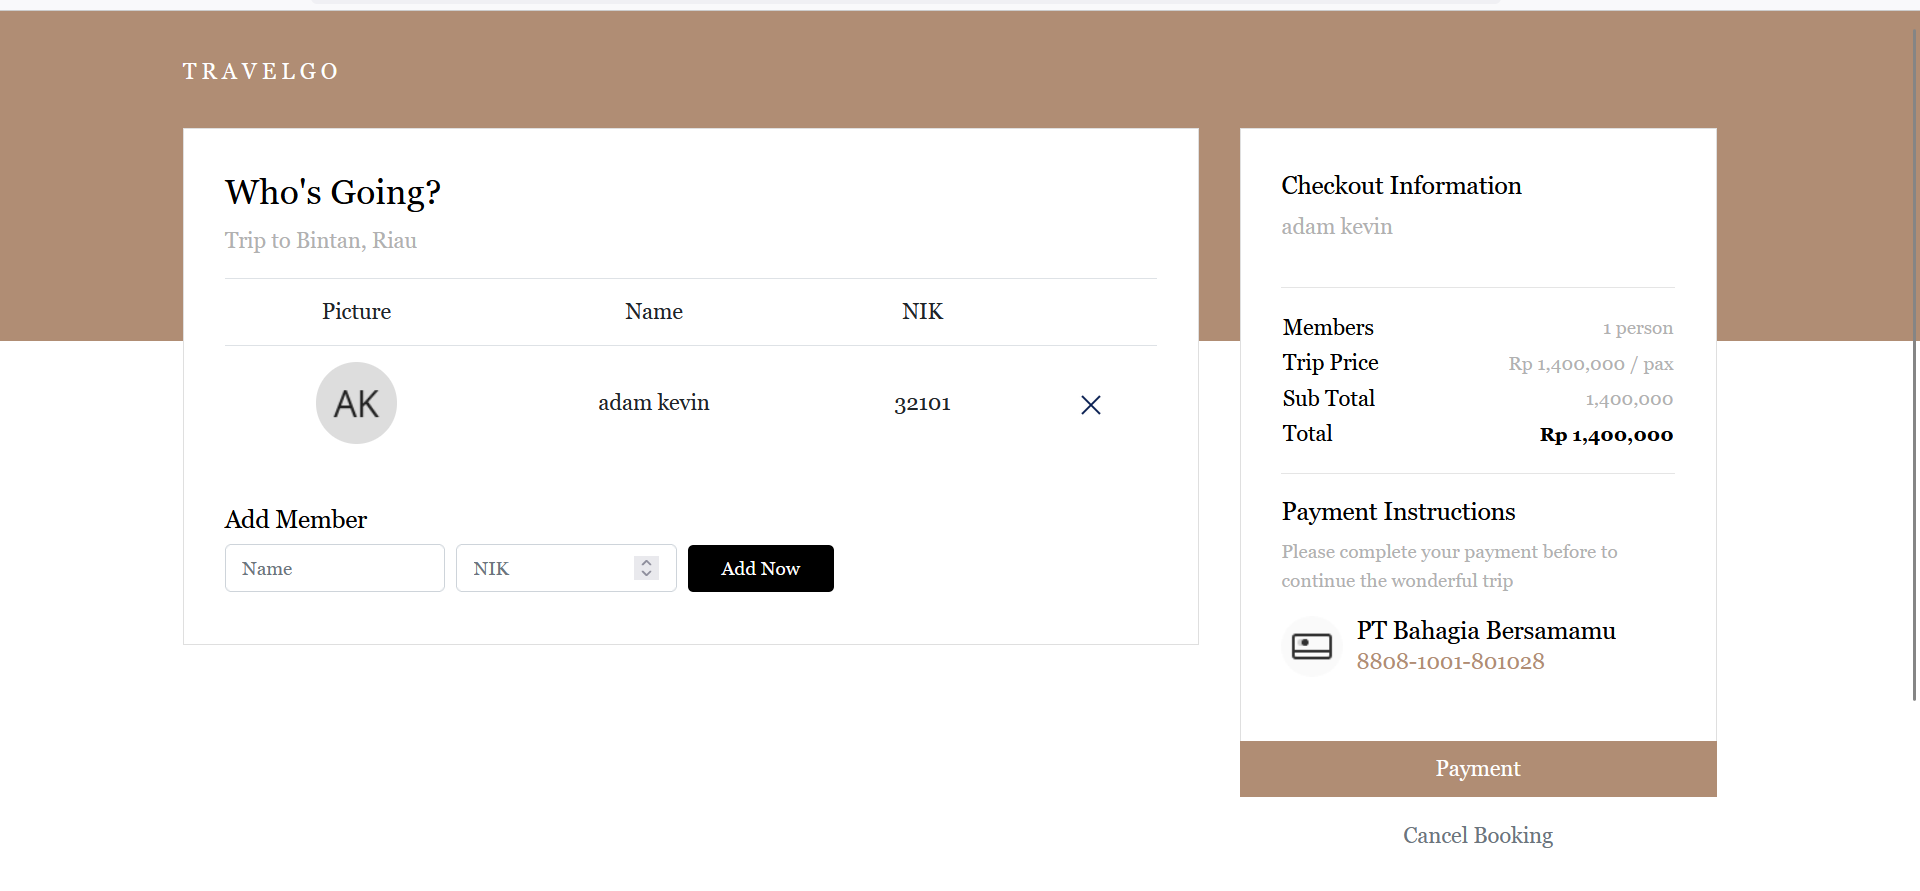 TRAVELGO
Who's Going?
Trip to Bintan, Riau
Picture Name NIK
AK adam kevin 32101
Add Member
Name NIK Add Now
Checkout Information
adam kevin
Members 1 person
Trip Price Rp 1,400,000 / pax
Sub Total 1,400,000
Total Rp 1,400,000
Payment Instructions
Please complete your payment before to
continue the wonderful trip
PT Bahagia Bersamamu
8808-1001-801028
Payment
Cancel Booking